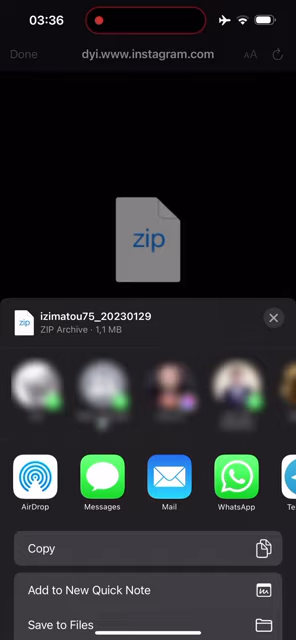 03:36
Done
dyi.www.instagram.com
AA
zip
zip
izimatou75_20230129
ZIP Archive · 1,1 MB
AirDrop
Messages
Mail
WhatsApp
Copy
Add to New Quick Note
Save to Files